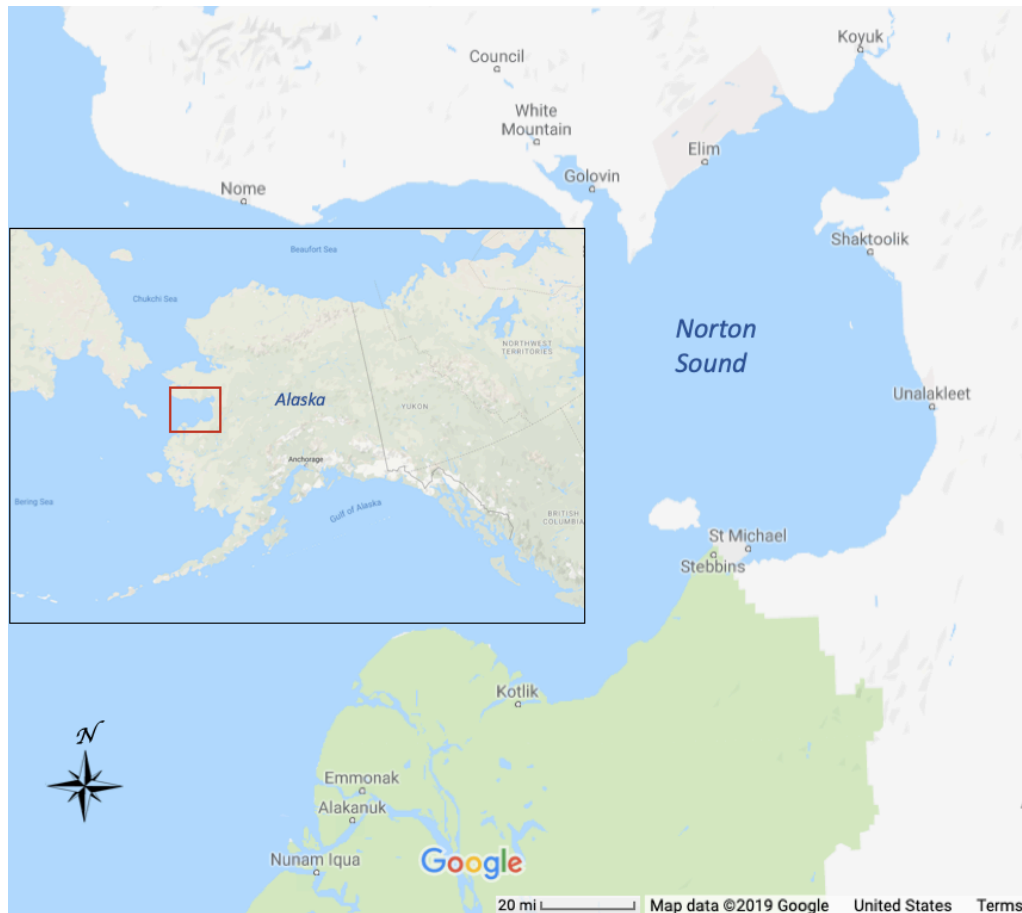 Koyuk
Council
White
Mountain
Elim
Golovin
Nome
Shaktoolik
Beaufort Sea
Chukchi Sea
Norton
Sound
NORTHWEST
TERRITORIES
Alaska
YUKON
Unalakleet
Anchorage
Bering Sea
Gulf of Alaska
BRITISH
COLUMBIA
St Michael
Stebbins
Kotlik
N
Emmonak
Alakanuk
Nunam Iqua
Google
20 mi Map data ©2019 Google United States Terms